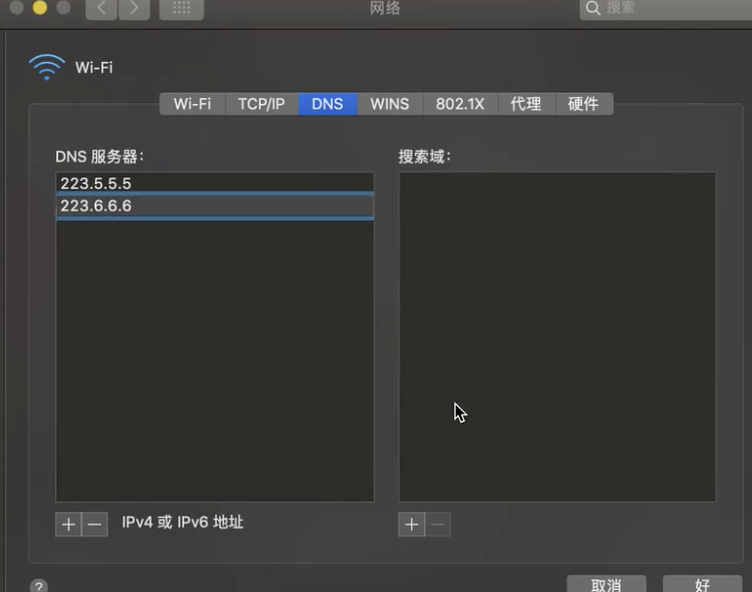 网络
搜索
Wi-Fi
Wi-Fi TCP/IP DNS WINS 802.1X 代理 硬件
DNS 服务器： 搜索域：
223.5.5.5
223.6.6.6
+ − IPv4 或 IPv6 地址 + −
? 取消 好